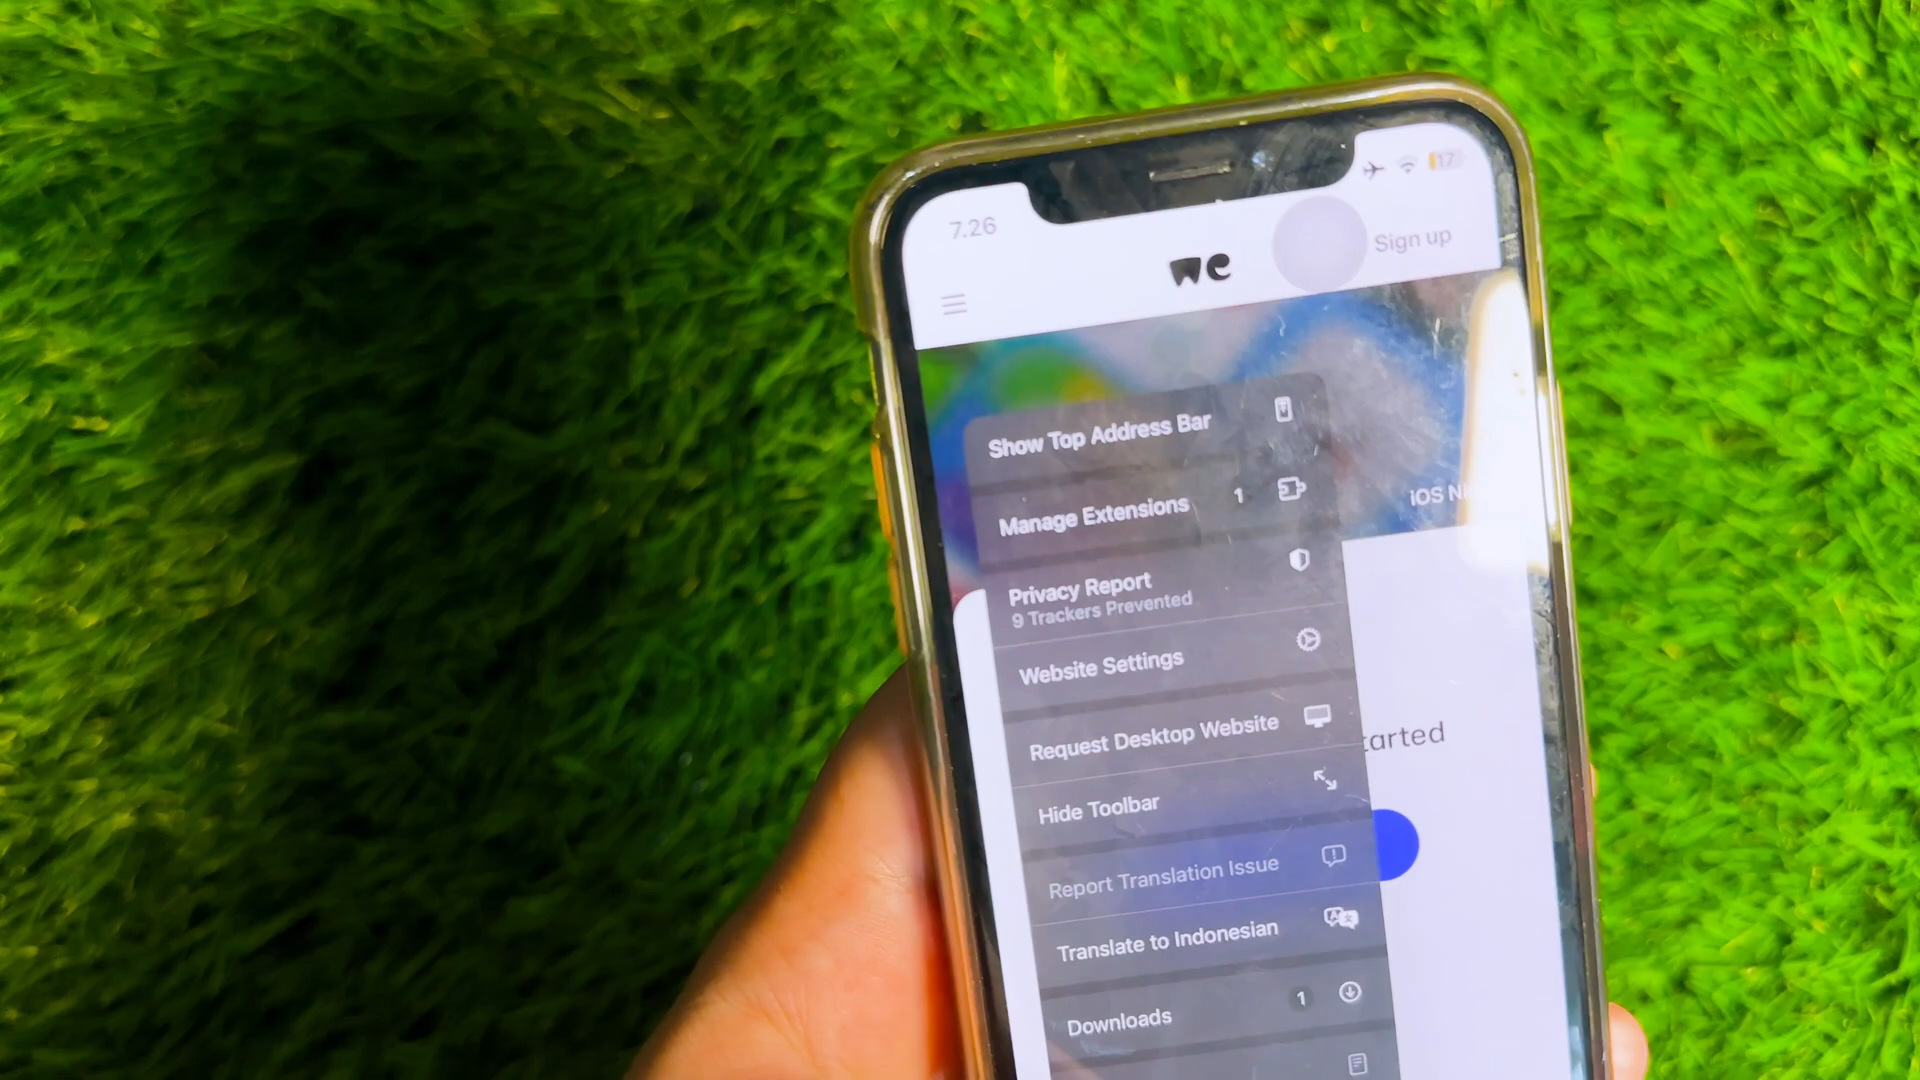 7.26
17
we
Sign up
Show Top Address Bar
Manage Extensions 1
iOS
Privacy Report
9 Trackers Prevented
Website Settings
Request Desktop Website
tarted
Hide Toolbar
Report Translation Issue
Translate to Indonesian
Downloads 1